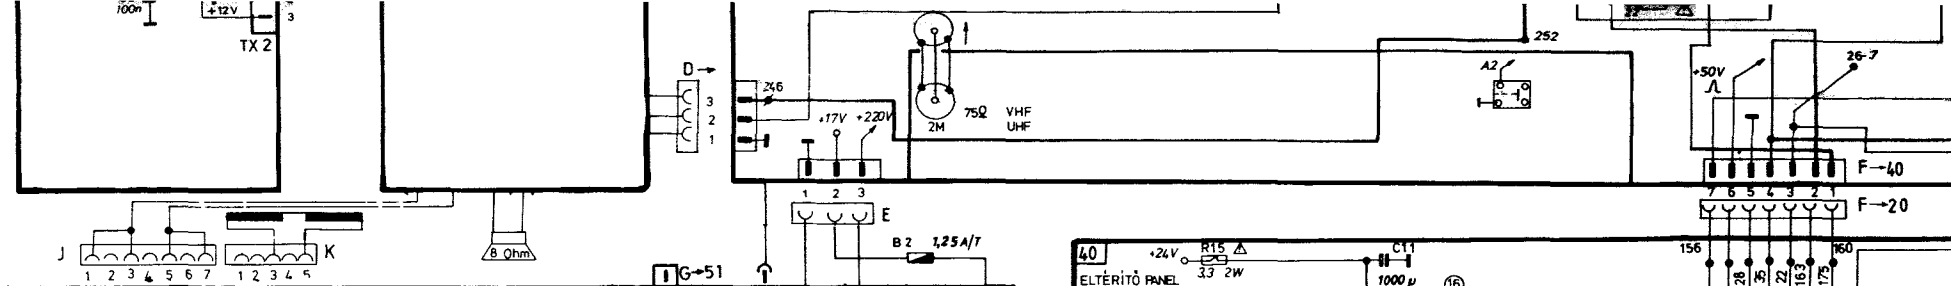 100n
+12V
3
TX 2
D→
3
2
1
246
+17V
+220V
1 2 3
E
2M
75Ω VHF
UHF
252
A2
+50V
26-7
7 6 5 4 3 2 1
F→40
F→20
J
1 2 3 4 5 6 7
K
1 2 3 4 5
8 Ohm
1
G→51
B 2 1,25 A/T
40
+24V
R15
3,3 2W
C11
1000 µ
16
ELTÉRÍTŐ PANEL
156
160
28
35
22
163
175